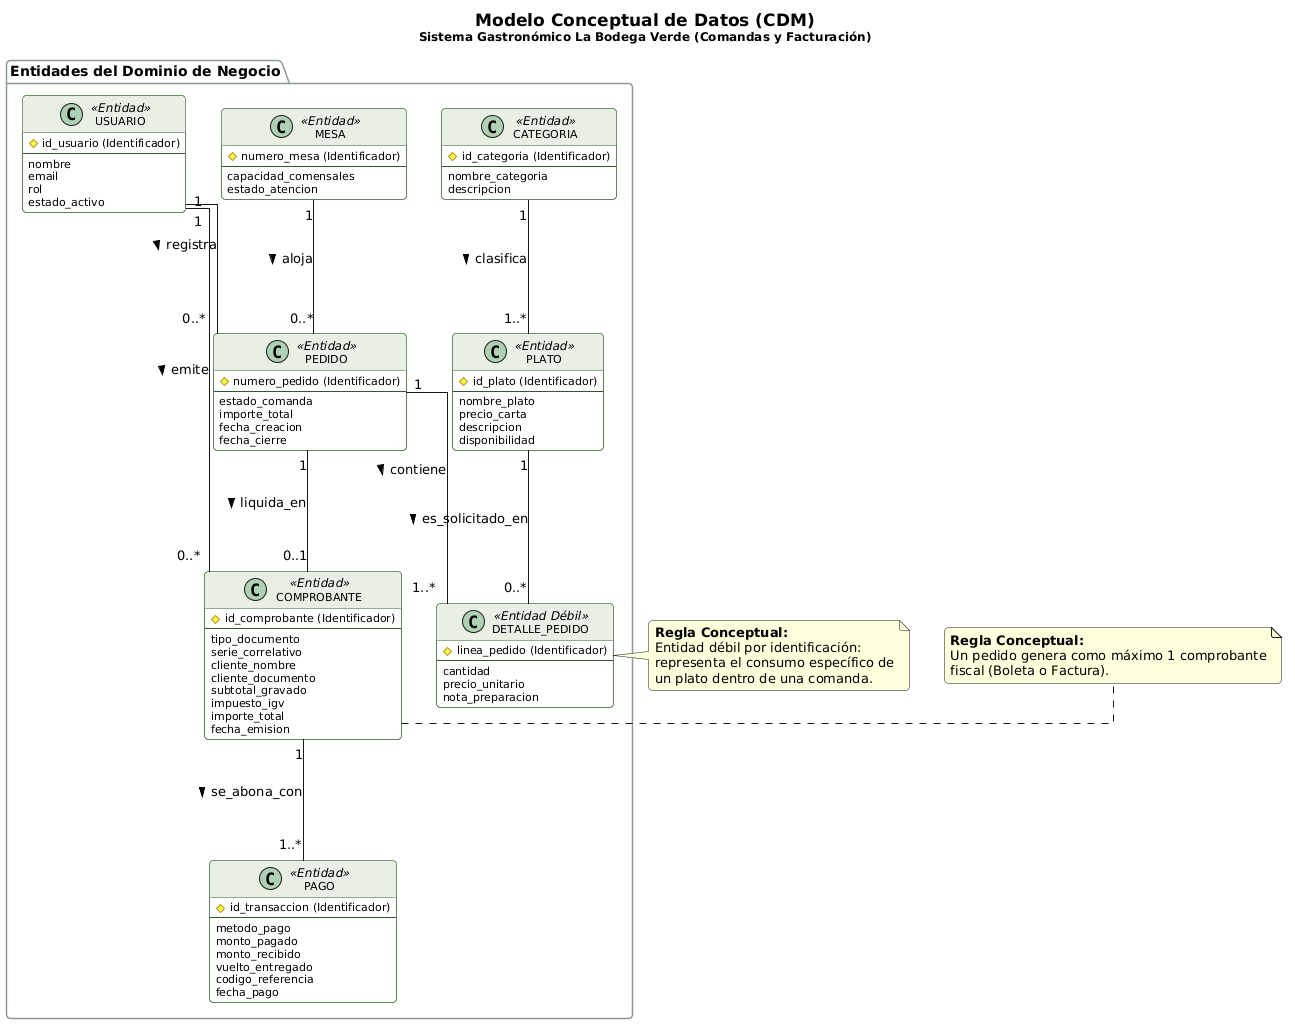 Modelo Conceptual de Datos (CDM)
Sistema Gastronómico La Bodega Verde (Comandas y Facturación)
Entidades del Dominio de Negocio
C
«Entidad»
USUARIO
id_usuario (Identificador)
nombre
email
rol
estado_activo
C
«Entidad»
MESA
numero_mesa (Identificador)
capacidad_comensales
estado_atencion
C
«Entidad»
CATEGORIA
id_categoria (Identificador)
nombre_categoria
descripcion
1
1
registra
0..*
emite
0..*
1
aloja
0..*
1
clasifica
1..*
C
«Entidad»
PEDIDO
numero_pedido (Identificador)
estado_comanda
importe_total
fecha_creacion
fecha_cierre
C
«Entidad»
PLATO
id_plato (Identificador)
nombre_plato
precio_carta
descripcion
disponibilidad
1
liquida_en
0..1
1
contiene
1..*
1
es_solicitado_en
0..*
C
«Entidad»
COMPROBANTE
id_comprobante (Identificador)
tipo_documento
serie_correlativo
cliente_nombre
cliente_documento
subtotal_gravado
impuesto_igv
importe_total
fecha_emision
C
«Entidad Débil»
DETALLE_PEDIDO
linea_pedido (Identificador)
cantidad
precio_unitario
nota_preparacion
Regla Conceptual:
Entidad débil por identificación:
representa el consumo específico de
un plato dentro de una comanda.
Regla Conceptual:
Un pedido genera como máximo 1 comprobante
fiscal (Boleta o Factura).
1
se_abona_con
1..*
C
«Entidad»
PAGO
id_transaccion (Identificador)
metodo_pago
monto_pagado
monto_recibido
vuelto_entregado
codigo_referencia
fecha_pago